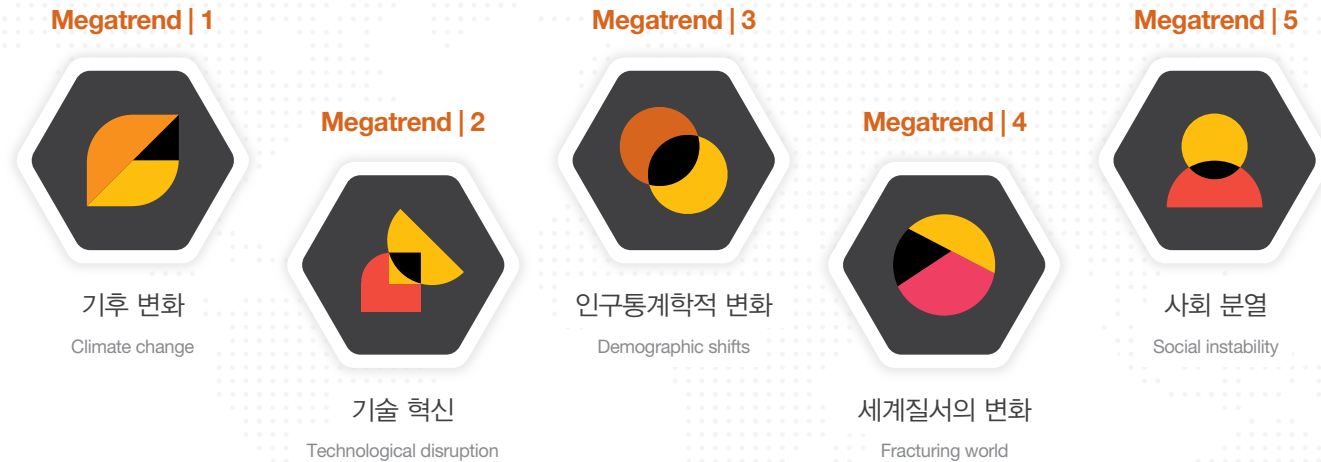 Megatrend | 1
기후 변화
Climate change
Megatrend | 2
기술 혁신
Technological disruption
Megatrend | 3
인구통계학적 변화
Demographic shifts
Megatrend | 4
세계질서의 변화
Fracturing world
Megatrend | 5
사회 분열
Social instability